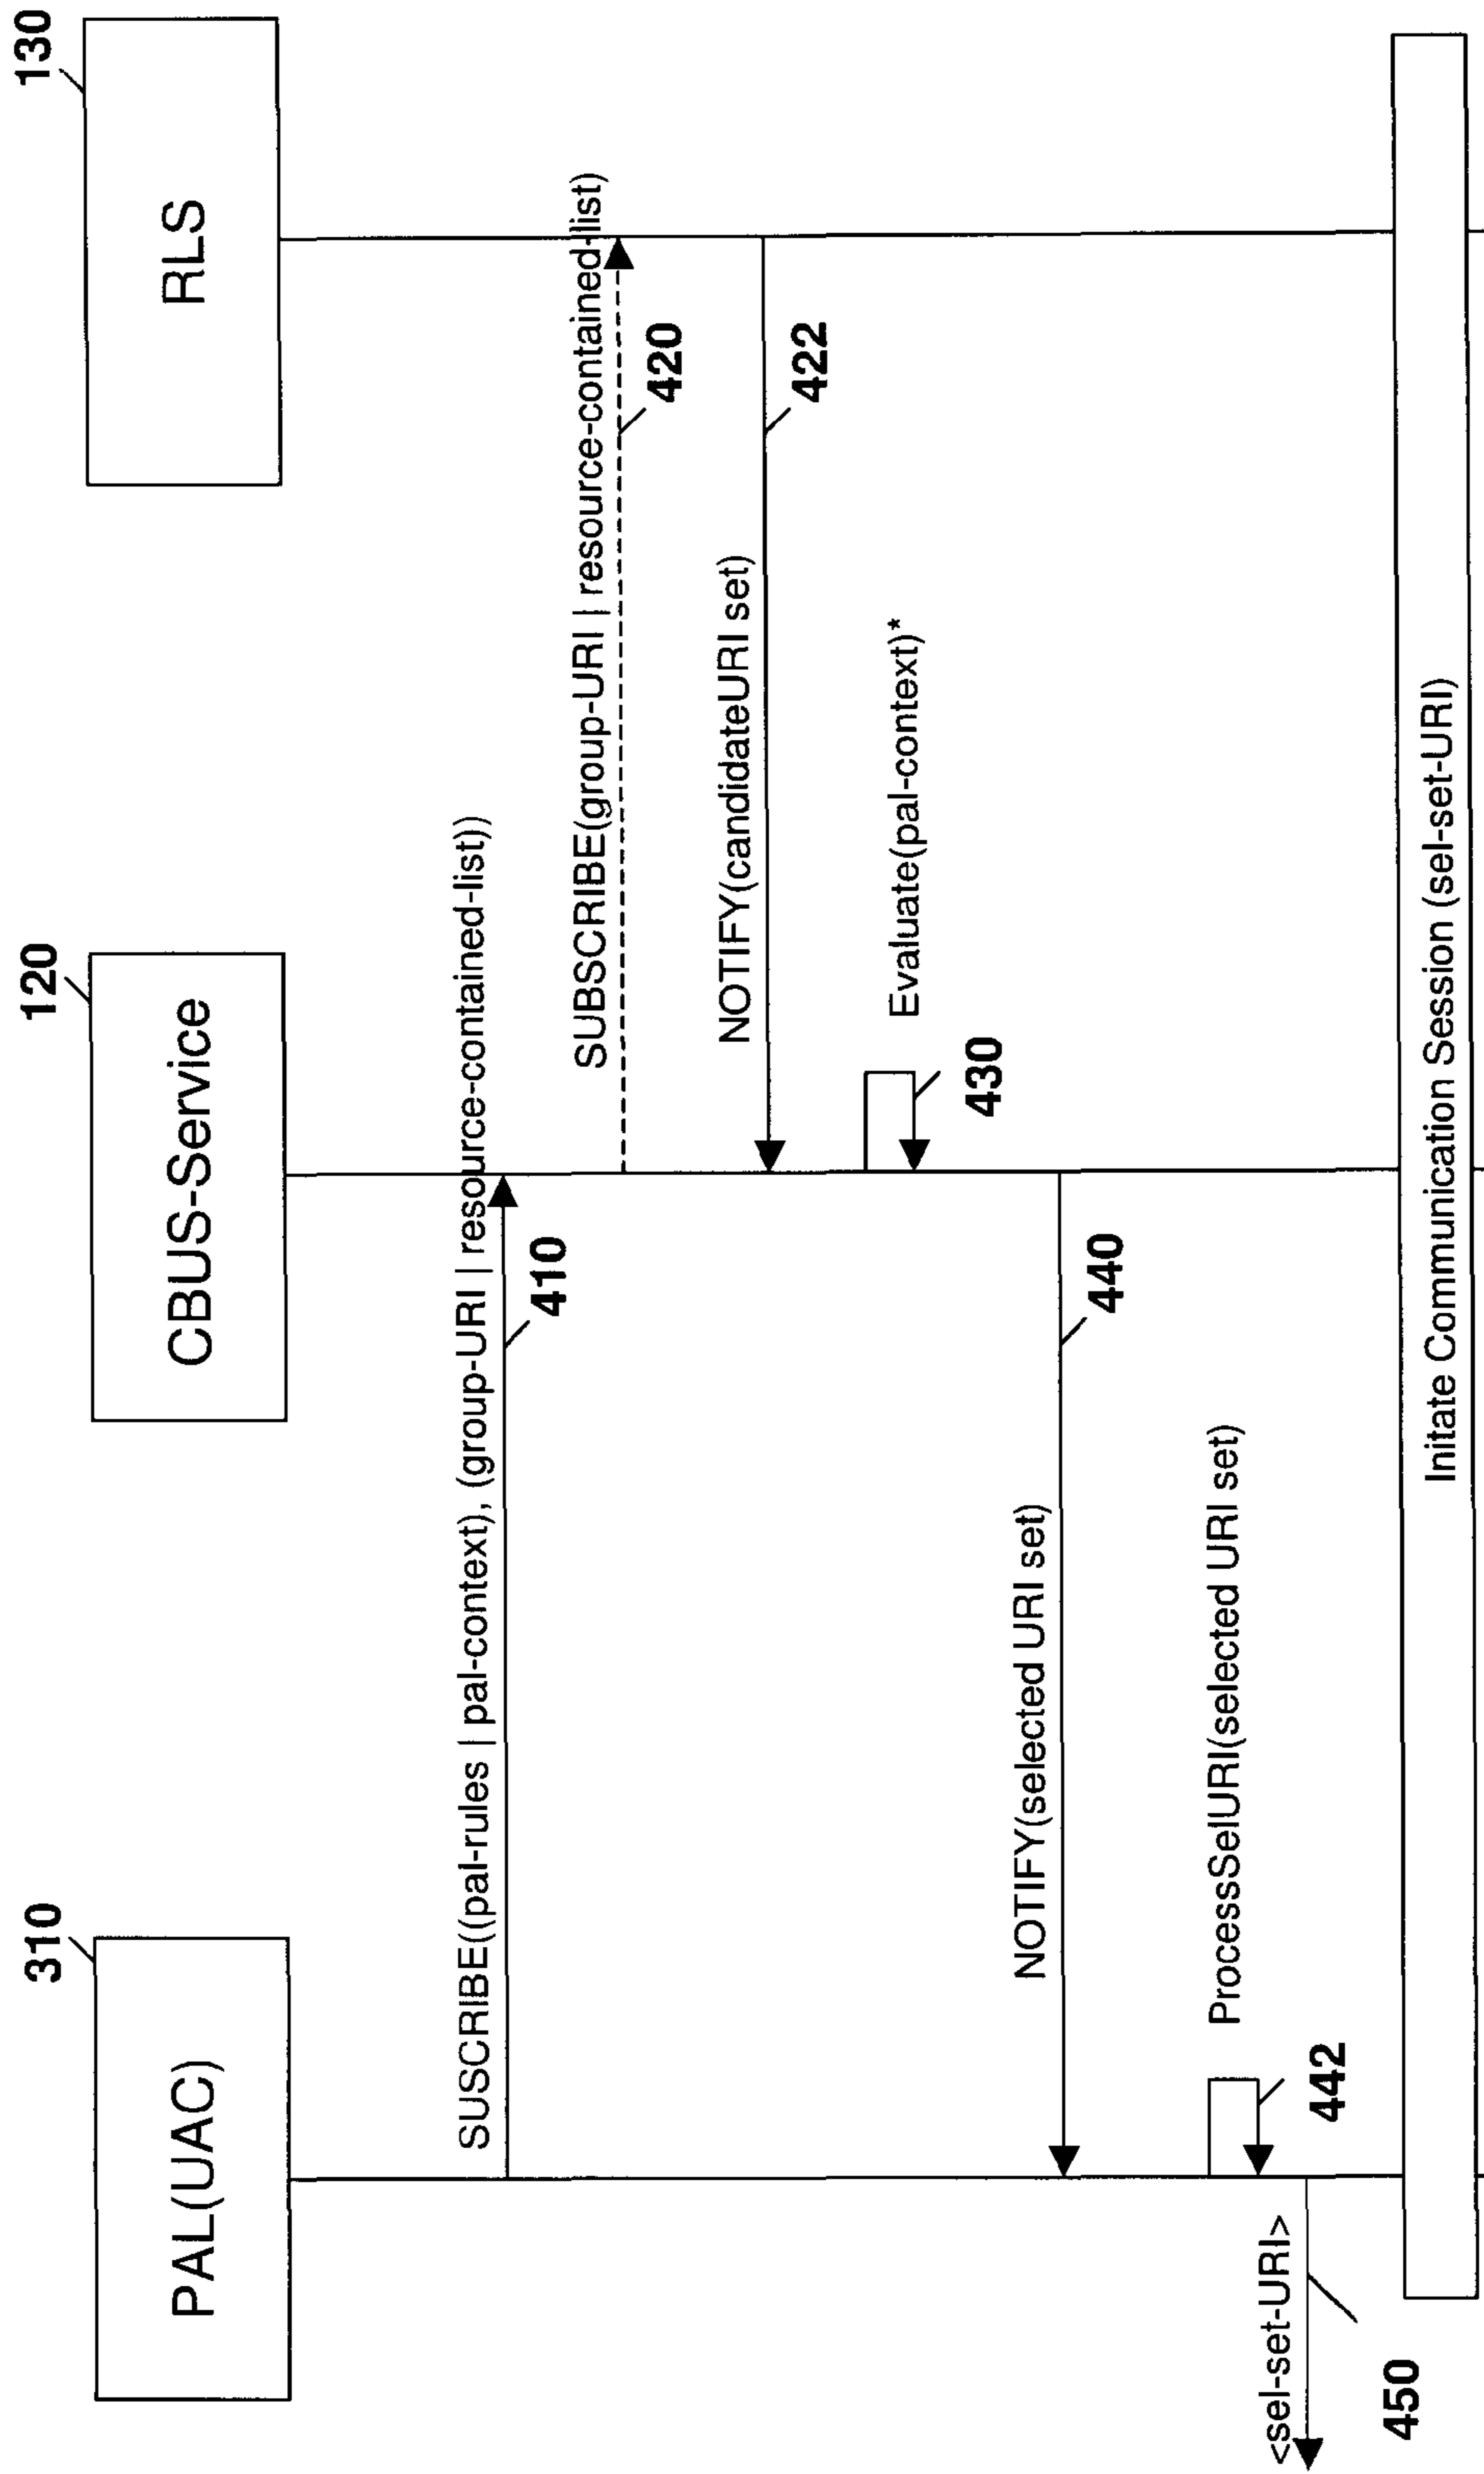 310
120
130
PAL(UAC)
CBUS-Service
RLS
SUSCRIBE((pal-rules | pal-context), (group-URI | resource-contained-list))
410
SUBSCRIBE(group-URI | resource-contained-list)
420
NOTIFY(candidateURI set)
422
Evaluate(pal-context)*
430
NOTIFY(selected URI set)
440
ProcessSelURI(selected URI set)
442
<sel-set-URI>
450
Initate Communication Session (sel-set-URI)